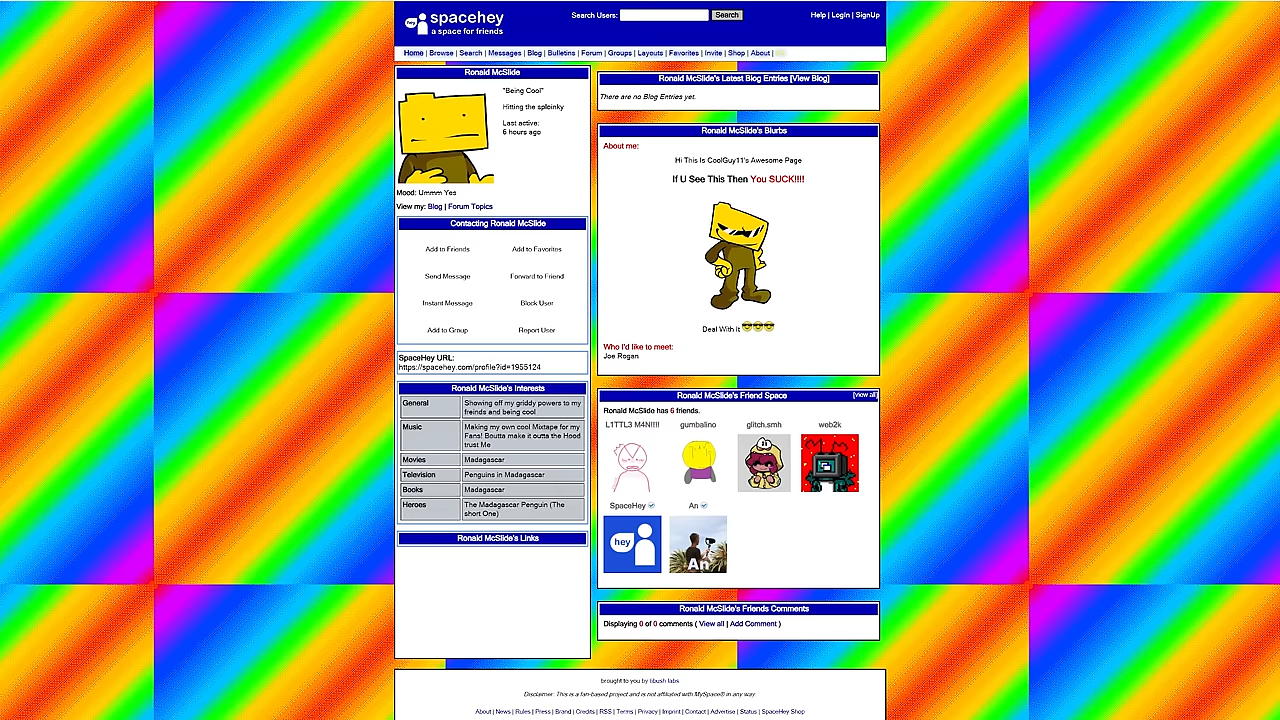 spacehey
a space for friends
Search Users:
Search
Help | Login | SignUp
Home | Browse | Search | Messages | Blog | Bulletins | Forum | Groups | Layouts | Favorites | Invite | Shop | About |
Ronald McSlide
"Being Cool"
Hitting the sploinky
Last active:
6 hours ago
Mood: Ummm Yes
View my: Blog | Forum Topics
Contacting Ronald McSlide
Add to Friends
Add to Favorites
Send Message
Forward to Friend
Instant Message
Block User
Add to Group
Report User
SpaceHey URL:
https://spacehey.com/profile?id=1955124
Ronald McSlide's Interests
General
Showing off my griddy powers to my
freinds and being cool
Music
Making my own cool Mixtape for my
Fans! Boutta make it outta the Hood
trust Me
Movies
Madagascar
Television
Penguins in Madagascar
Books
Madagascar
Heroes
The Madagascar Penguin (The
short One)
Ronald McSlide's Links
Ronald McSlide's Latest Blog Entries [View Blog]
There are no Blog Entries yet.
Ronald McSlide's Blurbs
About me:
Hi This Is CoolGuy11's Awesome Page
If U See This Then You SUCK!!!!
Deal With It 😎😎😎
Who I'd like to meet:
Joe Rogan
Ronald McSlide's Friend Space
[view all]
Ronald McSlide has 6 friends.
L1TTL3 M4N!!!!
gumbalino
glitch.smh
web2k
SpaceHey
An
hey
An
Ronald McSlide's Friends Comments
Displaying 0 of 0 comments ( View all | Add Comment )
brought to you by tibush labs
Disclaimer: This is a fan-based project and is not affiliated with MySpace® in any way.
About | News | Rules | Press | Brand | Credits | RSS | Terms | Privacy | Imprint | Contact | Advertise | Status | SpaceHey Shop